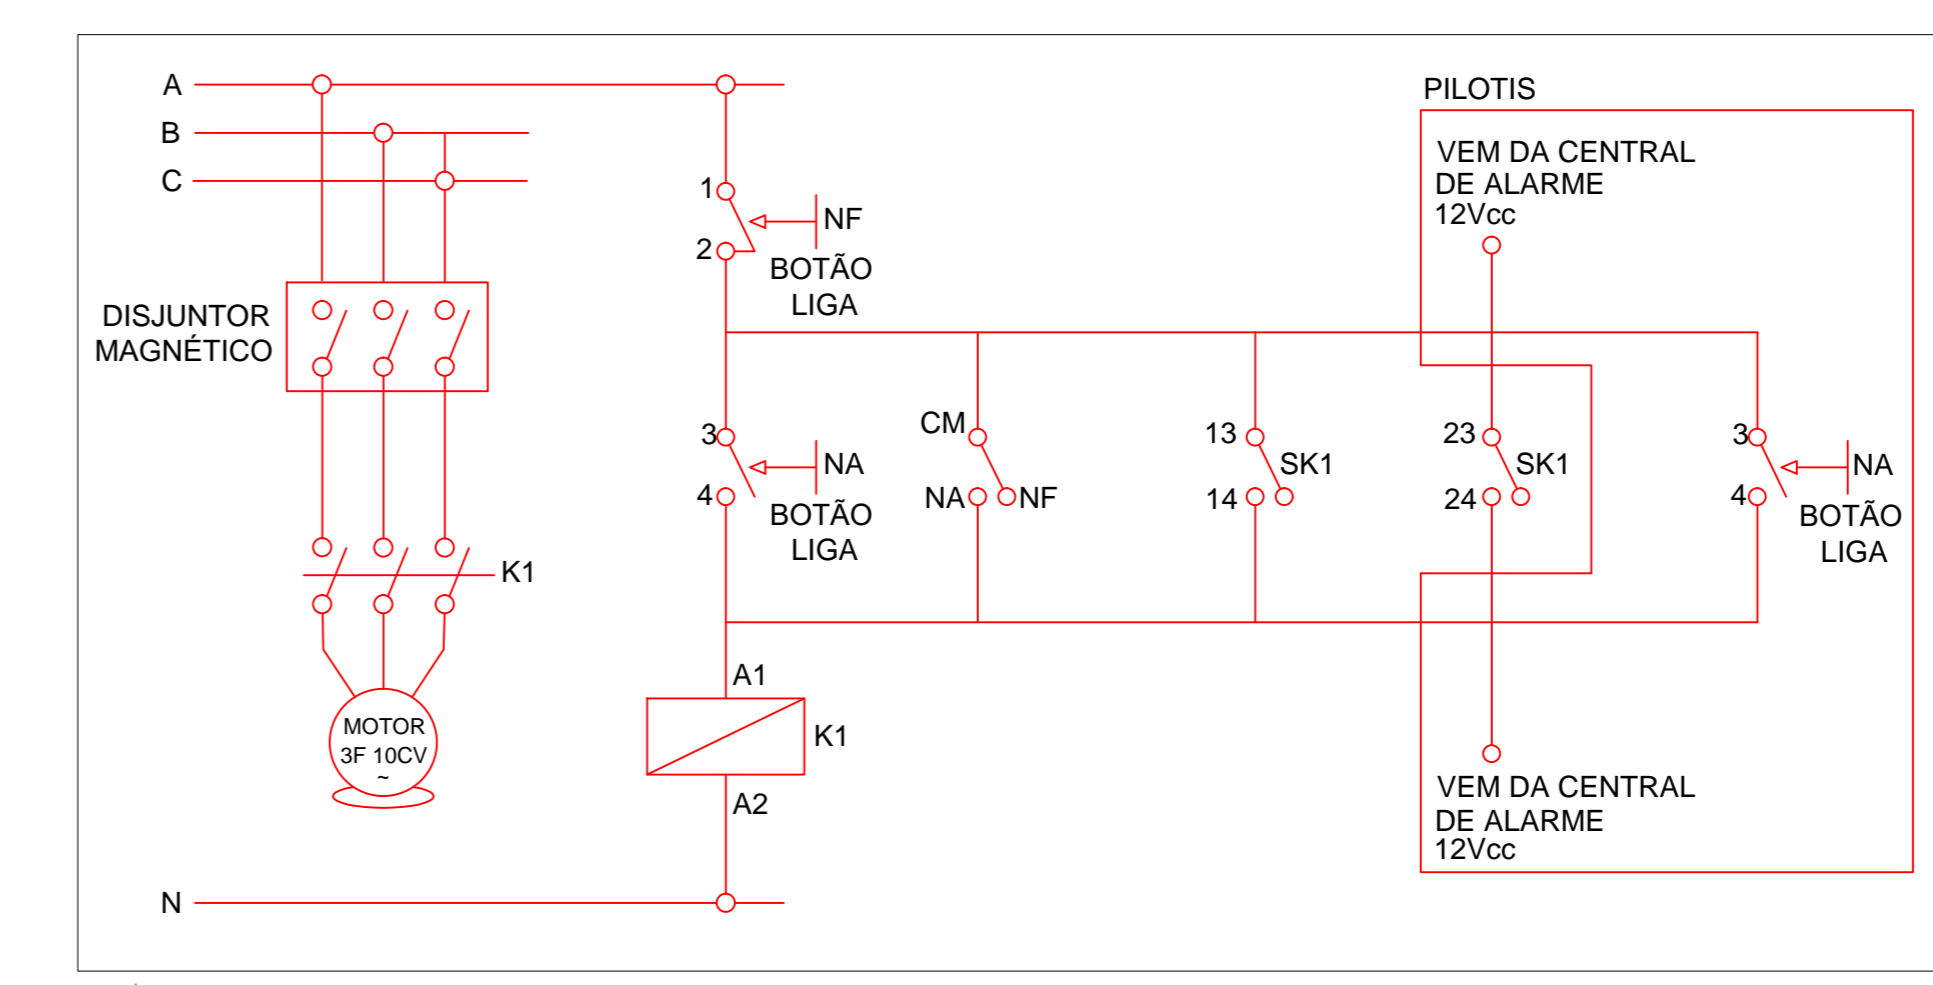 A
B
C
DISJUNTOR
MAGNÉTICO
K1
MOTOR
3F 10CV
~
N
1
2
NF
BOTÃO
LIGA
3
4
NA
BOTÃO
LIGA
A1
K1
A2
CM
NA
NF
13
14
SK1
PILOTIS
VEM DA CENTRAL
DE ALARME
12Vcc
23
24
SK1
3
4
NA
BOTÃO
LIGA
VEM DA CENTRAL
DE ALARME
12Vcc